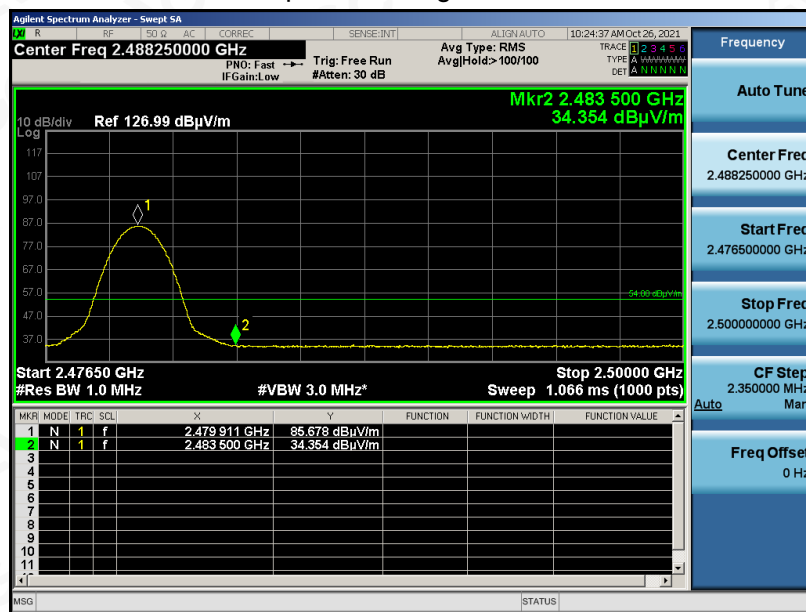 Agilent Spectrum Analyzer - Swept SA
LXI R RF 50 Ω AC CORREC SENSE:INT ALIGN AUTO 10:24:37 AM Oct 26, 2021
Center Freq 2.488250000 GHz
PNO: Fast
IFGain:Low
Trig: Free Run
#Atten: 30 dB
Avg Type: RMS
Avg|Hold:>100/100
TRACE 1 2 3 4 5 6
TYPE A WWWWW
DET A N N N N N
Mkr2 2.483 500 GHz
34.354 dBµV/m
10 dB/div Ref 126.99 dBµV/m
Log
117
107
97.0
87.0
77.0
67.0
57.0
47.0
37.0
1
2
54.00 dBµV/m
Start 2.47650 GHz Stop 2.50000 GHz
#Res BW 1.0 MHz #VBW 3.0 MHz* Sweep 1.066 ms (1000 pts)
MKR MODE TRC SCL X Y FUNCTION FUNCTION WIDTH FUNCTION VALUE
1 N 1 f 2.479 911 GHz 85.678 dBµV/m
2 N 1 f 2.483 500 GHz 34.354 dBµV/m
3
4
5
6
7
8
9
10
11
MSG STATUS
Frequency
Auto Tune
Center Freq
2.488250000 GHz
Start Freq
2.476500000 GHz
Stop Freq
2.500000000 GHz
CF Step
2.350000 MHz
Auto Man
Freq Offset
0 Hz